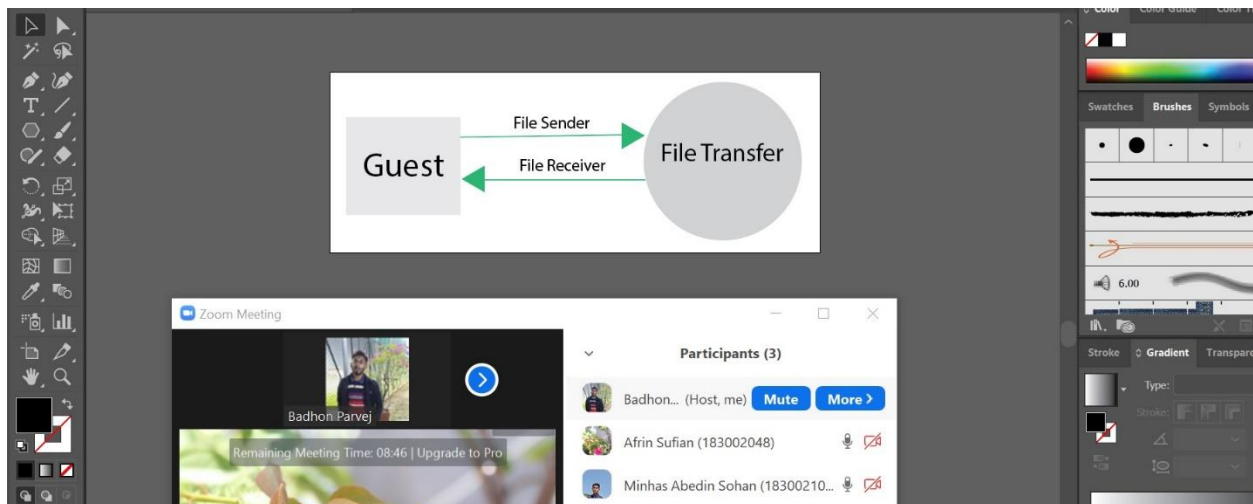 Color Color Guide
Guest
File Sender
File Receiver
File Transfer
Swatches Brushes Symbols
6.00
Stroke Gradient
Type:
Stroke:
Zoom Meeting
Badhon Parvej
Remaining Meeting Time: 08:46 | Upgrade to Pro
Participants (3)
Badhon... (Host, me) Mute More
Afrin Sufian (183002048)
Minhas Abedin Sohan (18300210...